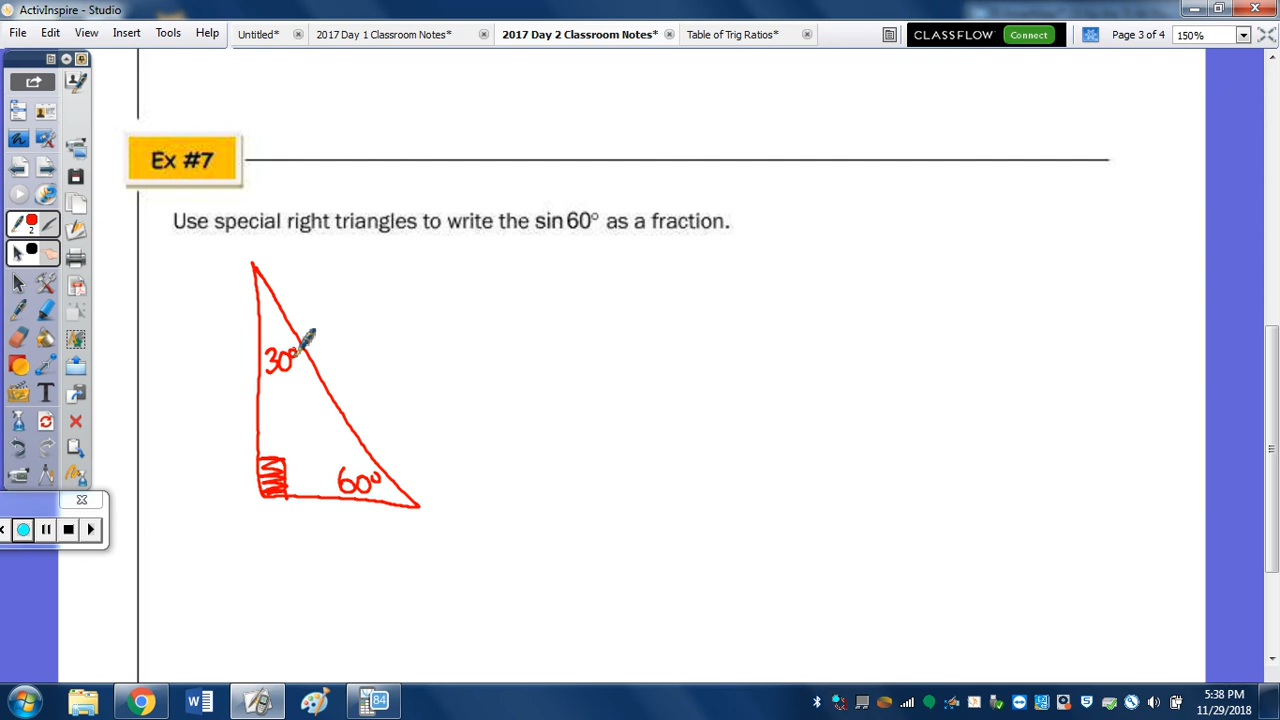 ActivInspire - Studio
File Edit View Insert Tools Help
Untitled*
2017 Day 1 Classroom Notes*
2017 Day 2 Classroom Notes*
Table of Trig Ratios*
CLASSFLOW Connect
Page 3 of 4
150%
2
Ex #7
Use special right triangles to write the sin 60° as a fraction.
30°
60°
84
5:38 PM
11/29/2018